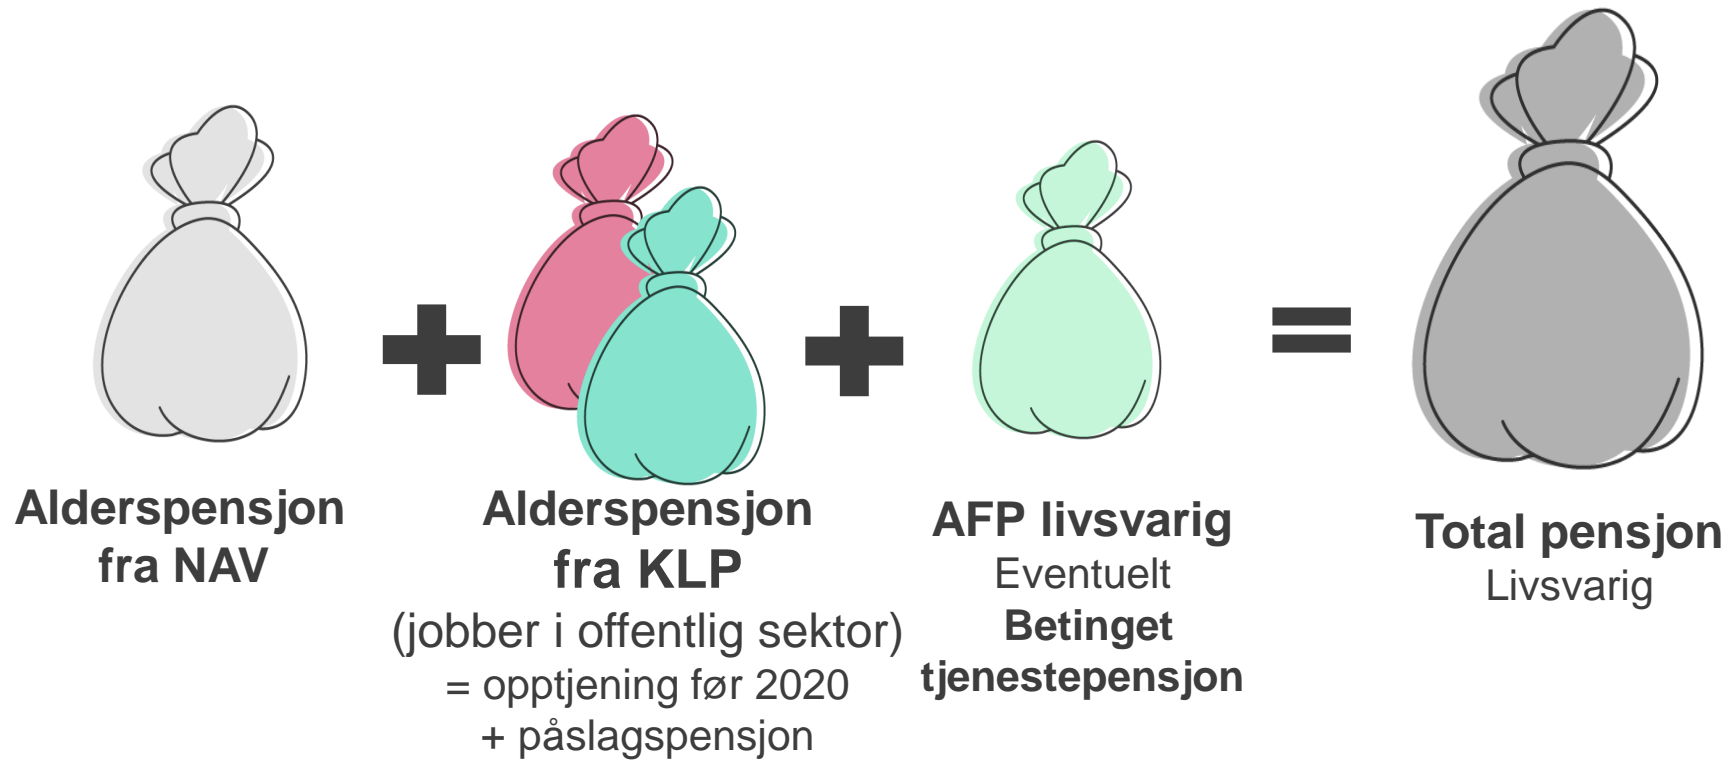 Alderspensjon
fra NAV
Alderspensjon
fra KLP
(jobber i offentlig sektor)
= opptjening før 2020
+ påslagspensjon
AFP livsvarig
Eventuelt
Betinget
tjenestepensjon
Total pensjon
Livsvarig